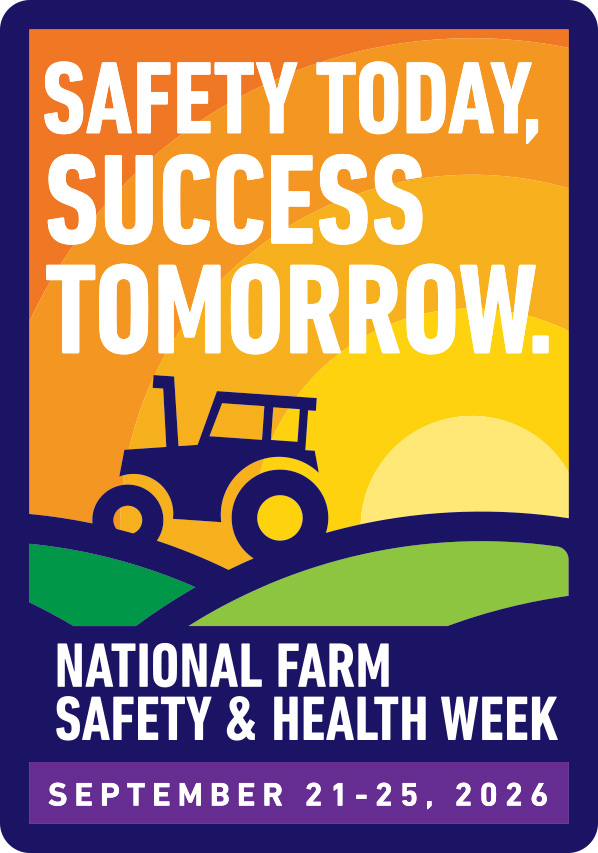 SAFETY TODAY,
SUCCESS
TOMORROW.
NATIONAL FARM
SAFETY & HEALTH WEEK
SEPTEMBER 21-25, 2026